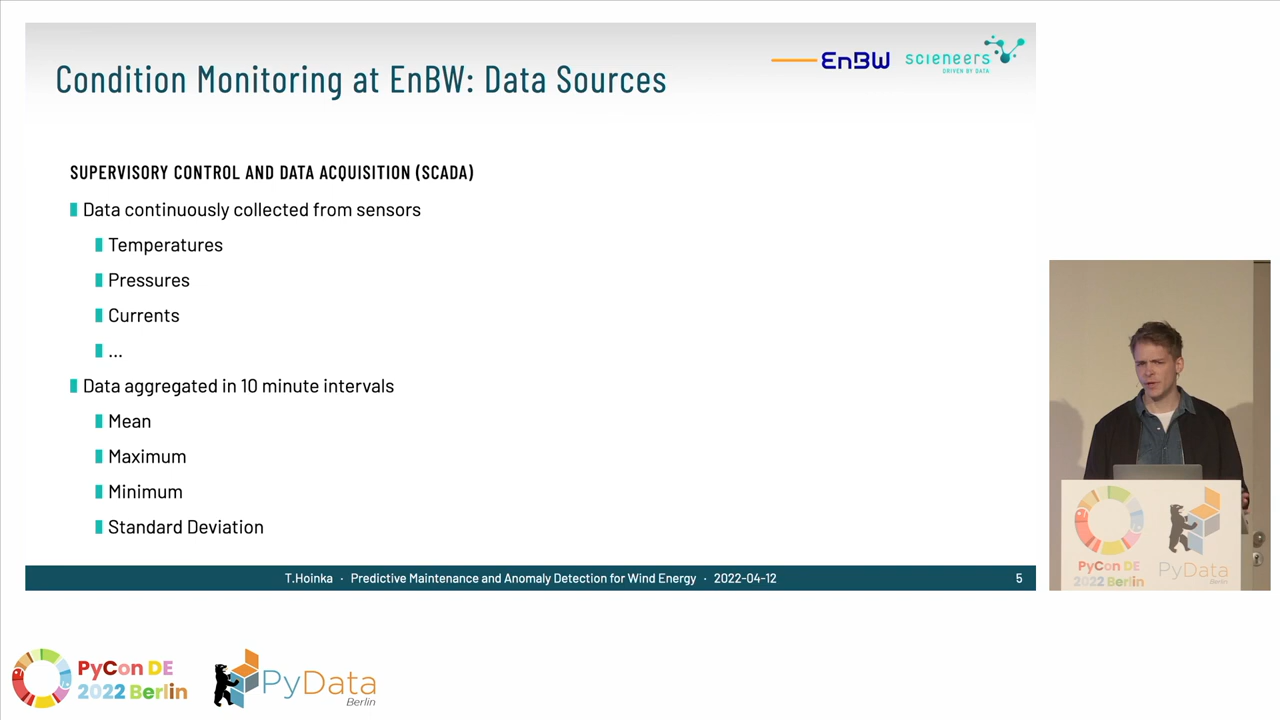 Condition Monitoring at EnBW: Data Sources
EnBW
scieneers
DRIVEN BY DATA
SUPERVISORY CONTROL AND DATA ACQUISITION (SCADA)
Data continuously collected from sensors
Temperatures
Pressures
Currents
...
Data aggregated in 10 minute intervals
Mean
Maximum
Minimum
Standard Deviation
T.Hoinka · Predictive Maintenance and Anomaly Detection for Wind Energy · 2022-04-12
5
PyCon DE
2022 Berlin
PyData
Berlin
PyCon DE
2022 Berlin
PyData
Berlin